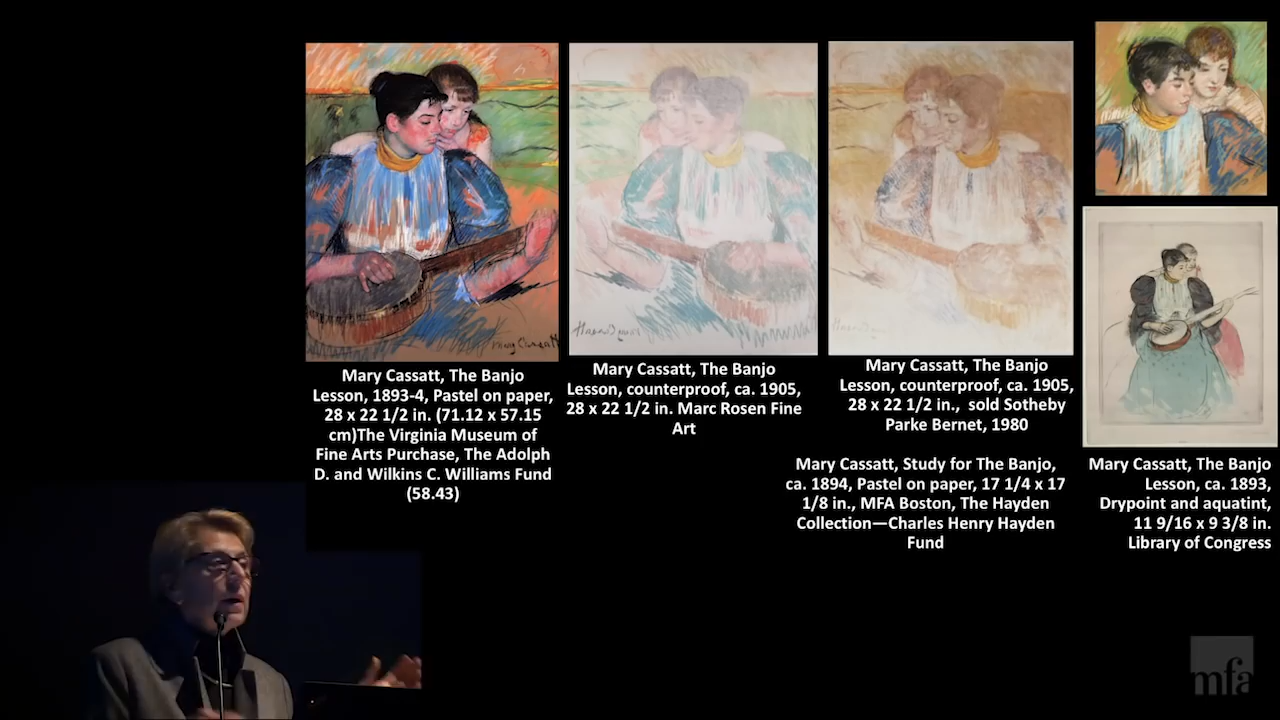 Mary Cassatt, The Banjo
Lesson, 1893-4, Pastel on paper,
28 x 22 1/2 in. (71.12 x 57.15
cm)The Virginia Museum of
Fine Arts Purchase, The Adolph
D. and Wilkins C. Williams Fund
(58.43)
Mary Cassatt, The Banjo
Lesson, counterproof, ca. 1905,
28 x 22 1/2 in. Marc Rosen Fine
Art
Mary Cassatt, The Banjo
Lesson, counterproof, ca. 1905,
28 x 22 1/2 in., sold Sotheby
Parke Bernet, 1980
Mary Cassatt, Study for The Banjo,
ca. 1894, Pastel on paper, 17 1/4 x 17
1/8 in., MFA Boston, The Hayden
Collection—Charles Henry Hayden
Fund
Mary Cassatt, The Banjo
Lesson, ca. 1893,
Drypoint and aquatint,
11 9/16 x 9 3/8 in.
Library of Congress
mfa